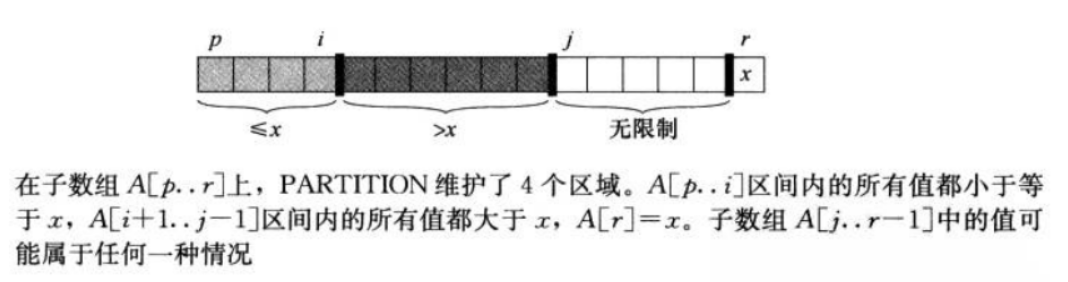 p i j r
x
≤x >x 无限制
在子数组 A[p..r]上，PARTITION 维护了 4 个区域。A[p..i]区间内的所有值都小于等
于 x，A[i+1..j-1]区间内的所有值都大于 x，A[r]=x。子数组 A[j..r-1]中的值可
能属于任何一种情况